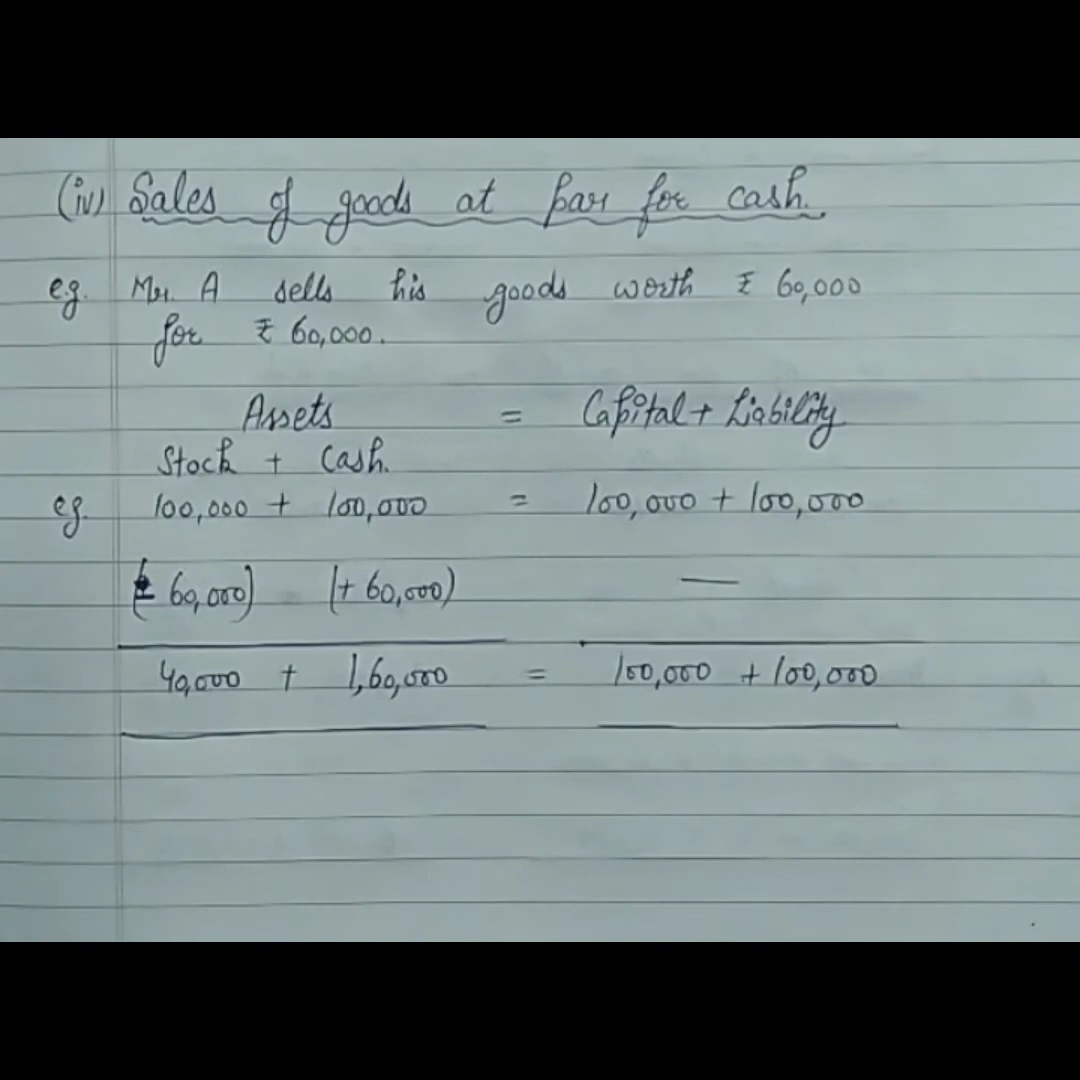 (iv) Sales of goods at par for cash.
e.g. Mr. A sells his goods worth ₹ 60,000
for ₹ 60,000.
Assets = Capital + Liability
Stock + Cash.
eg. 100,000 + 100,000 = 100,000 + 100,000
(- 60,000) (+ 60,000) —
40,000 + 1,60,000 = 100,000 + 100,000